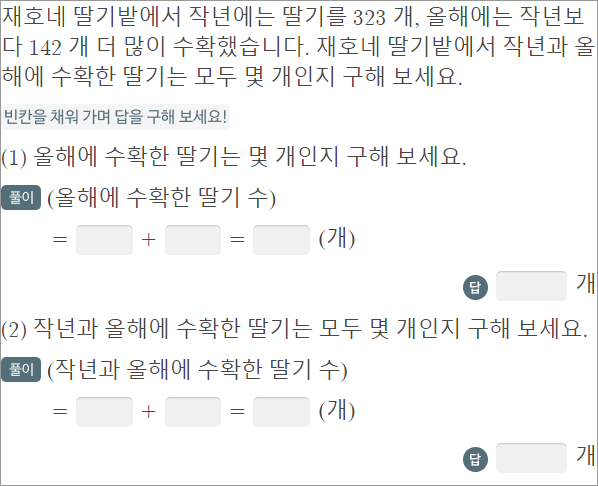 재호네 딸기밭에서 작년에는 딸기를 323 개, 올해에는 작년보
다 142 개 더 많이 수확했습니다. 재호네 딸기밭에서 작년과 올
해에 수확한 딸기는 모두 몇 개인지 구해 보세요.
빈칸을 채워 가며 답을 구해 보세요!
(1) 올해에 수확한 딸기는 몇 개인지 구해 보세요.
풀이 (올해에 수확한 딸기 수)
= + = (개)
답 개
(2) 작년과 올해에 수확한 딸기는 모두 몇 개인지 구해 보세요.
풀이 (작년과 올해에 수확한 딸기 수)
= + = (개)
답 개